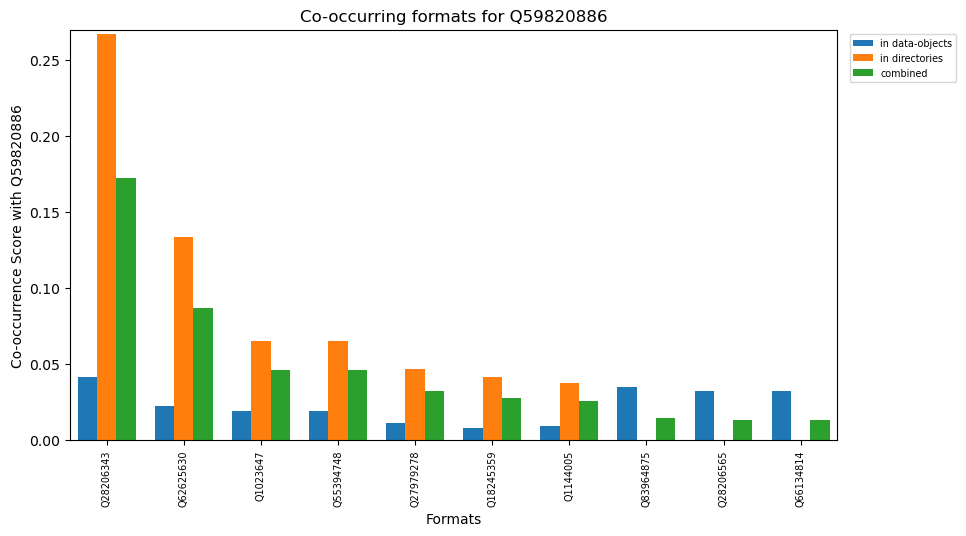 Co-occurring formats for Q59820886
in data-objects
in directories
combined
Co-occurrence Score with Q59820886
0.25
0.20
0.15
0.10
0.05
0.00
Q28206343
Q62625630
Q1023647
Q55394748
Q27979278
Q18245359
Q1144005
Q83964875
Q28206565
Q66134814
Formats